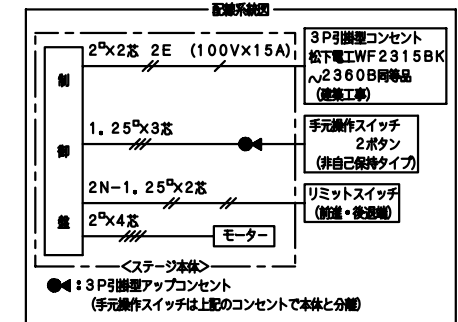 配線系統図
2□×2芯 2E (100V×15A)
3P引掛型コンセント
松下電工WF2315BK
～2360B同等品
(建築工事)
制御盤
1.25□×3芯
手元操作スイッチ
2ボタン
(非自己保持タイプ)
2N-1.25□×2芯
リミットスイッチ
(前進・後退端)
2□×4芯
モーター
<ステージ本体>
●◀:3P引掛型アップコンセント
(手元操作スイッチは上記のコンセントで本体と分離)